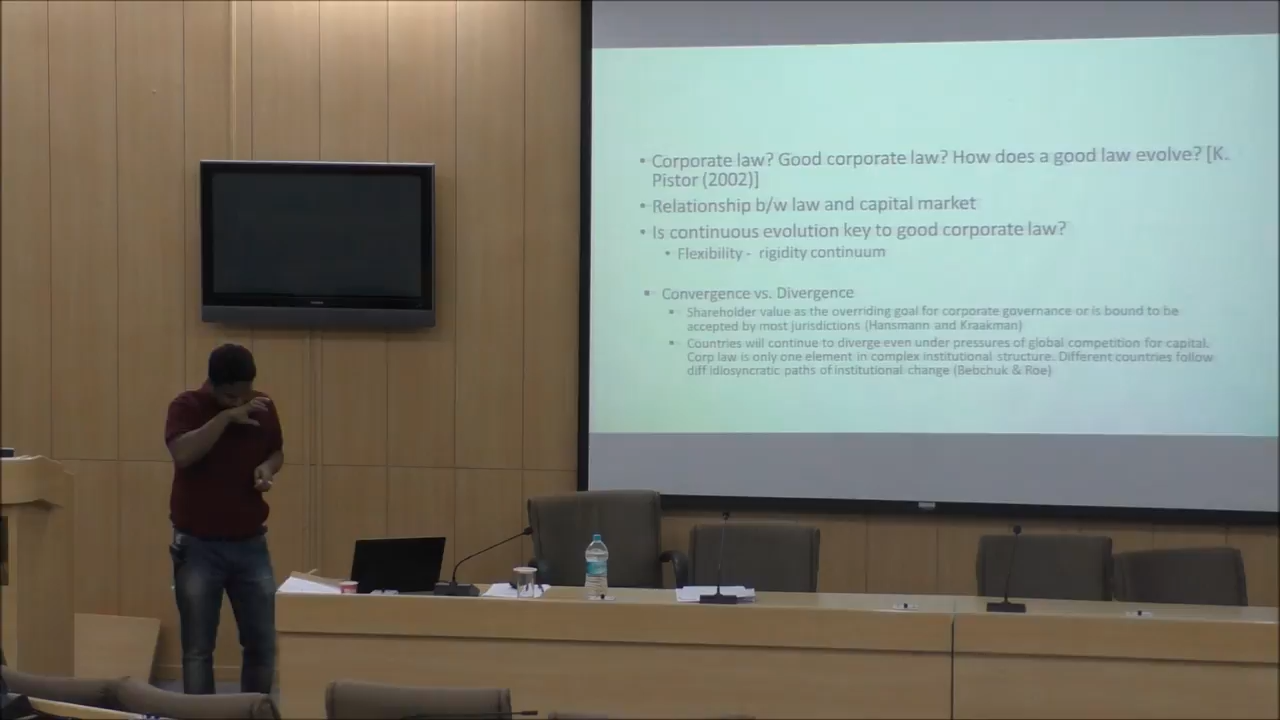 • Corporate law? Good corporate law? How does a good law evolve? [K.
Pistor (2002)]
• Relationship b/w law and capital market
• Is continuous evolution key to good corporate law?
• Flexibility - rigidity continuum
▪ Convergence vs. Divergence
▪ Shareholder value as the overriding goal for corporate governance or is bound to be
accepted by most jurisdictions (Hansmann and Kraakman)
▪ Countries will continue to diverge even under pressures of global competition for capital.
Corp law is only one element in complex institutional structure. Different countries follow
diff idiosyncratic paths of institutional change (Bebchuk & Roe)